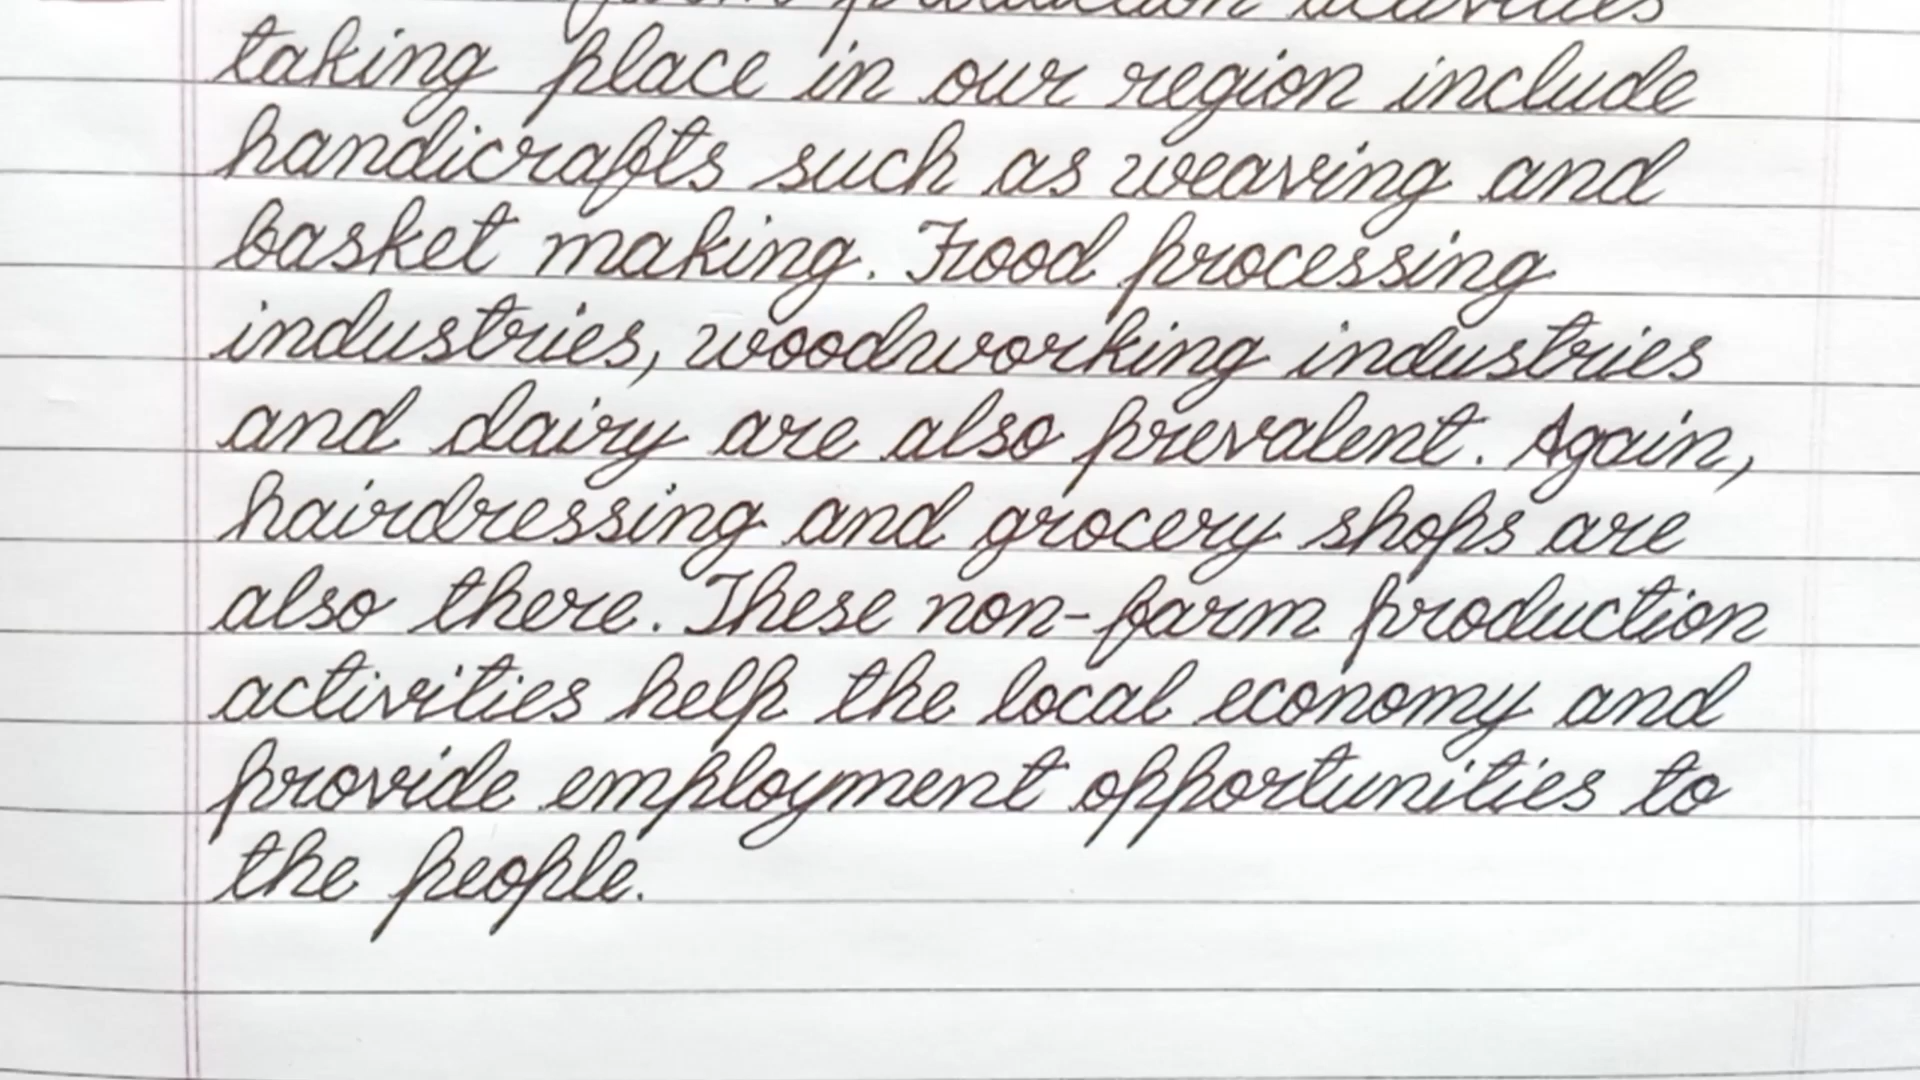 production activities
taking place in our region include
handicrafts such as weaving and
basket making. Food processing
industries, woodworking industries
and dairy are also prevalent. Again,
hairdressing and grocery shops are
also there. These non-farm production
activities help the local economy and
provide employment opportunities to
the people.